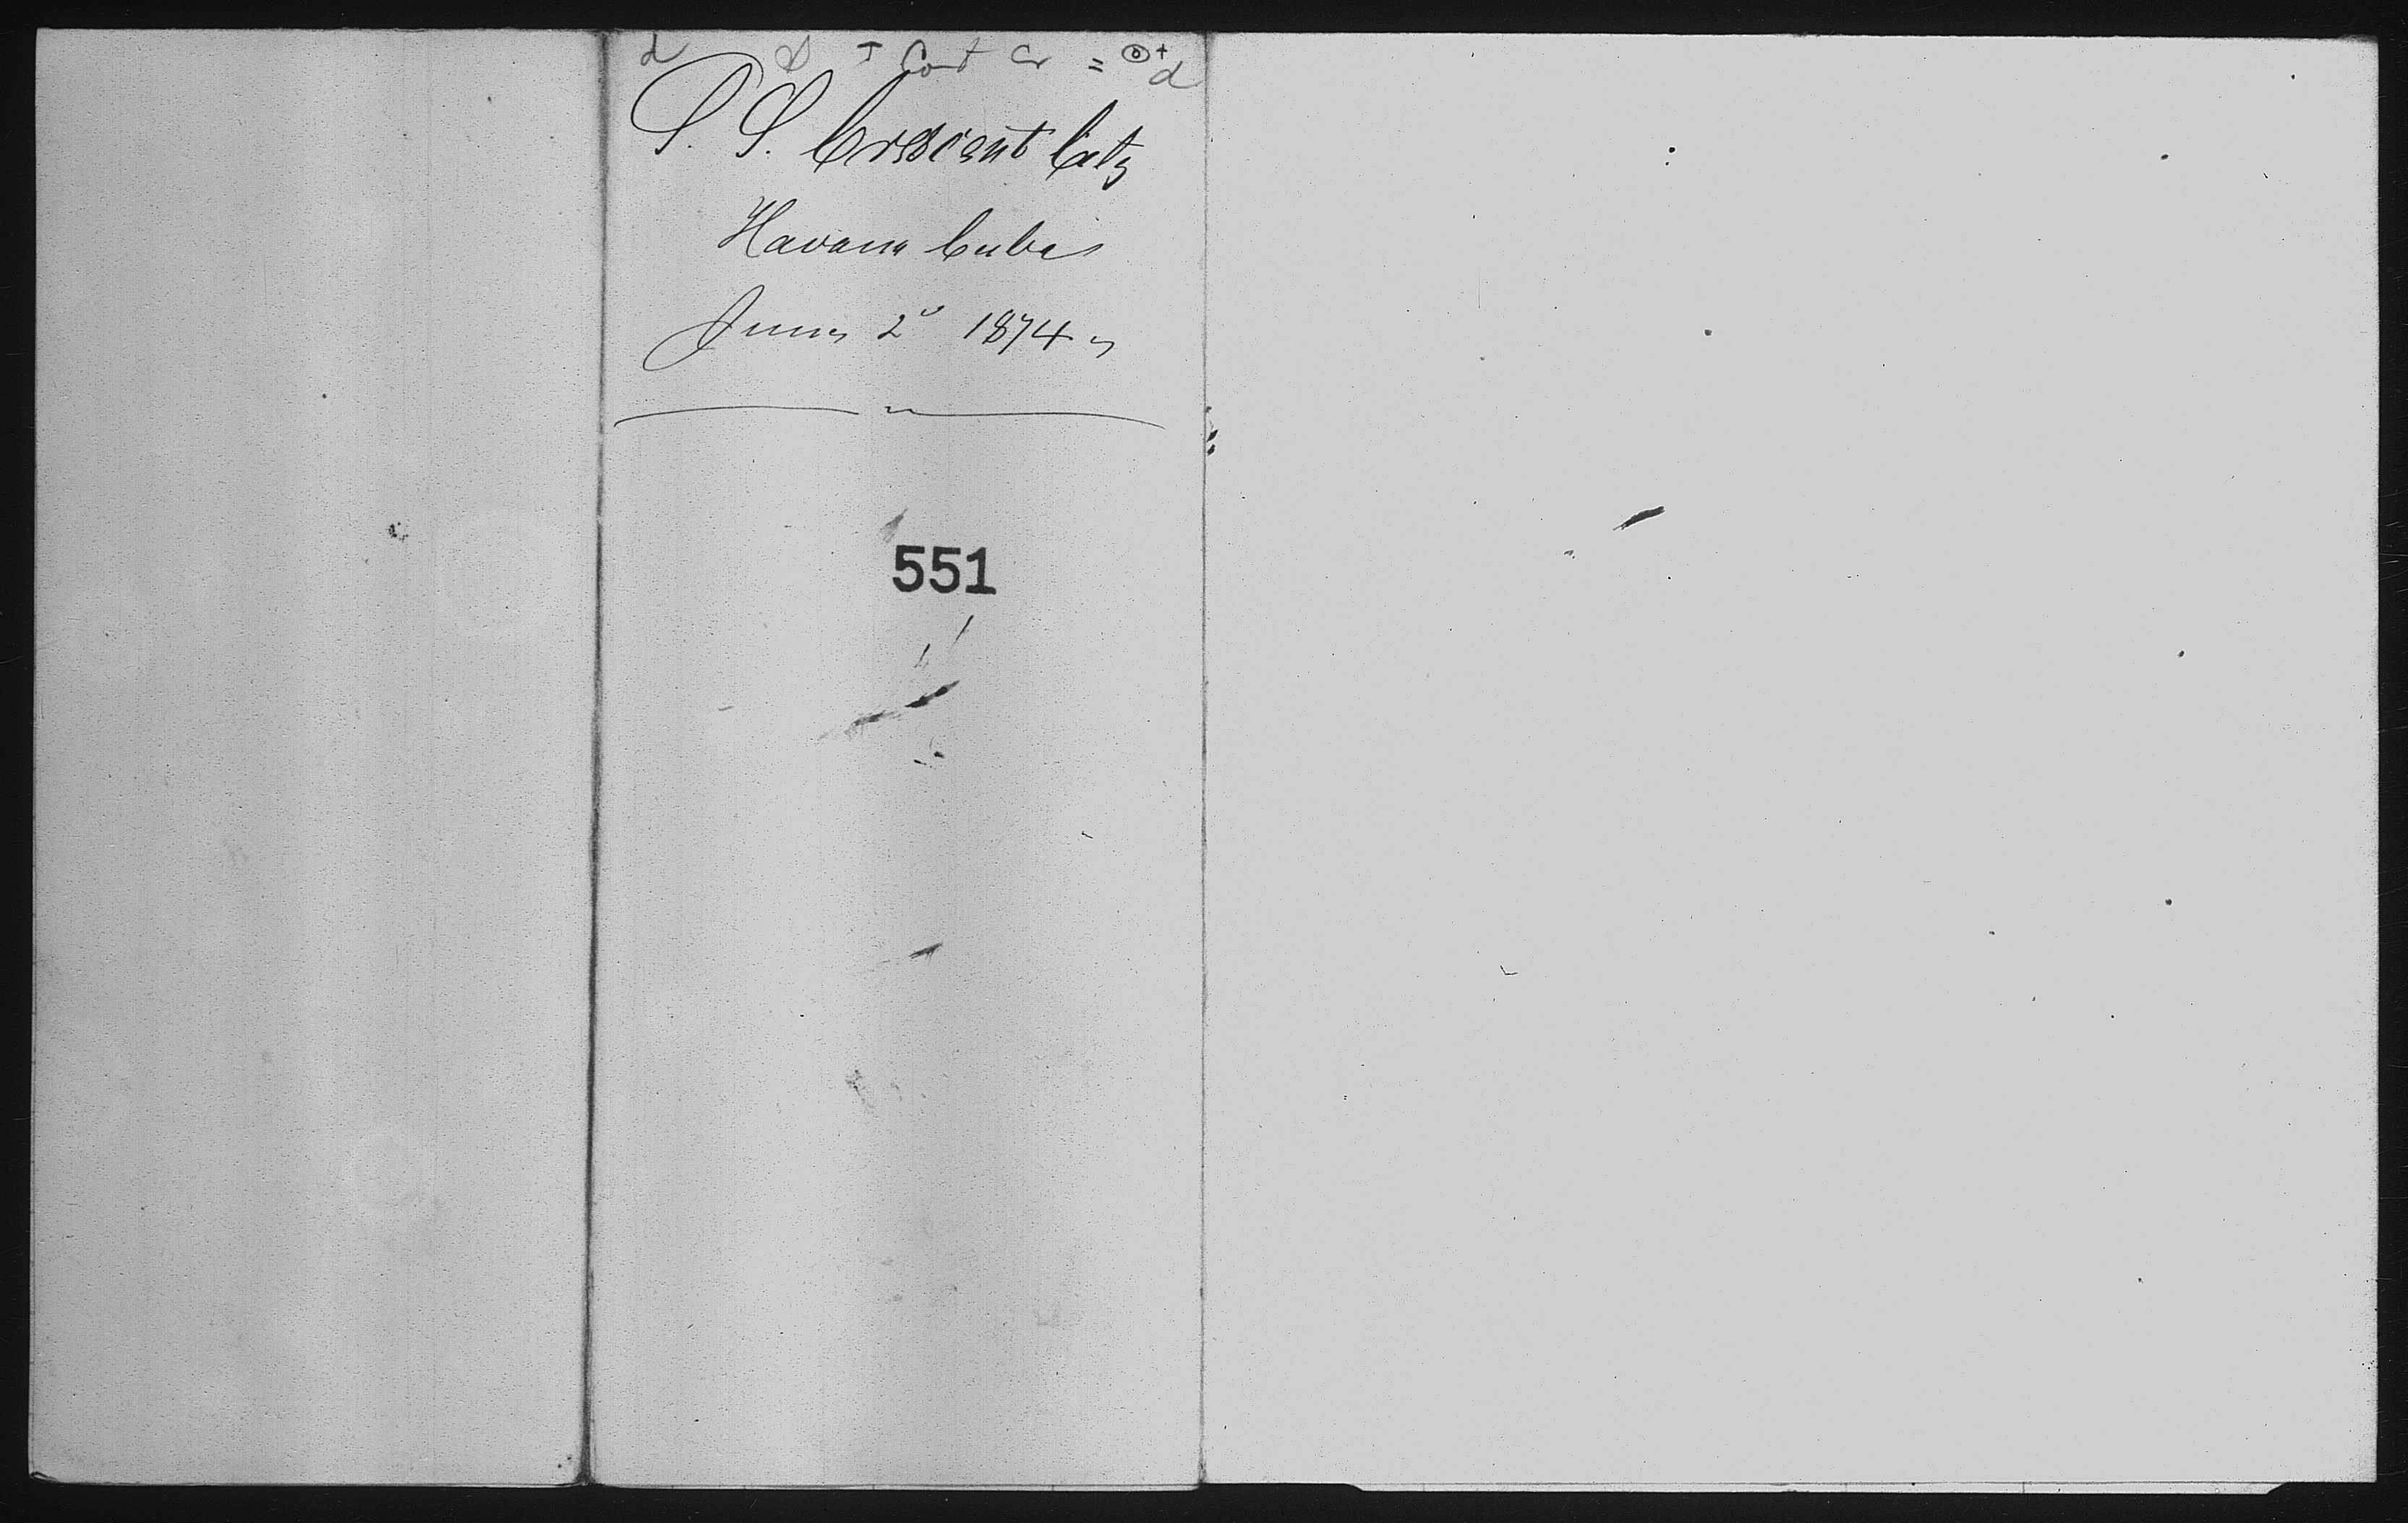 S. S. Crescent City
Havana Cuba
June 2d 1874
551